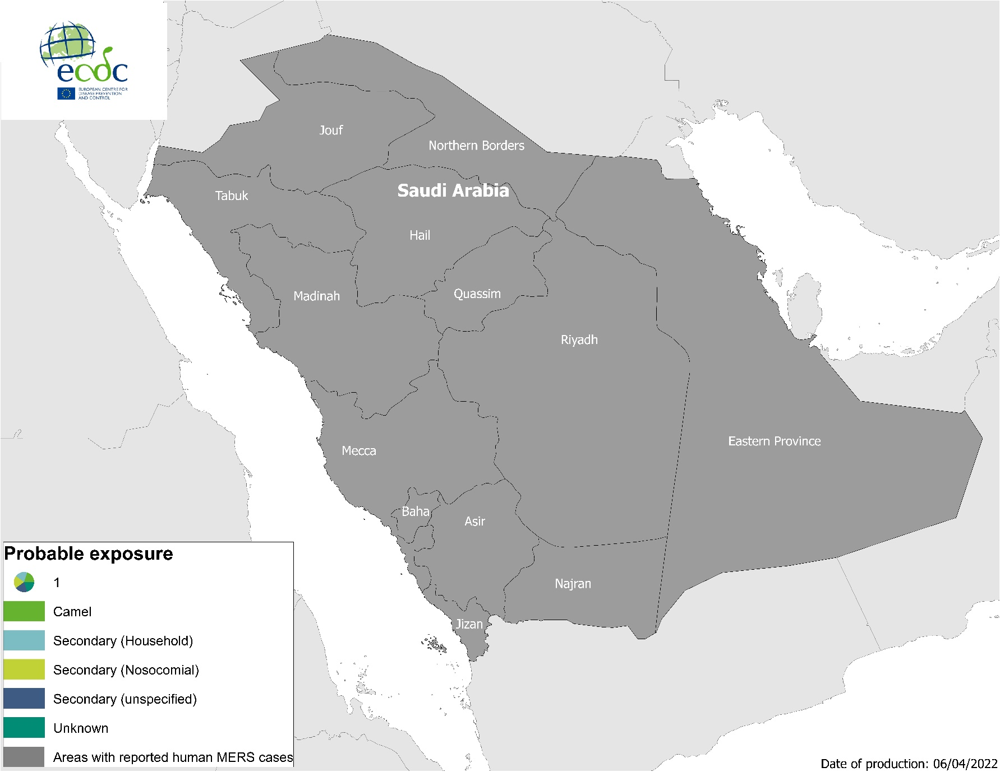 ecdc
EUROPEAN CENTRE FOR
DISEASE PREVENTION
AND CONTROL
Jouf
Northern Borders
Saudi Arabia
Tabuk
Hail
Madinah
Quassim
Riyadh
Eastern Province
Mecca
Baha
Asir
Najran
Jizan
Probable exposure
1
Camel
Secondary (Household)
Secondary (Nosocomial)
Secondary (unspecified)
Unknown
Areas with reported human MERS cases
Date of production: 06/04/2022